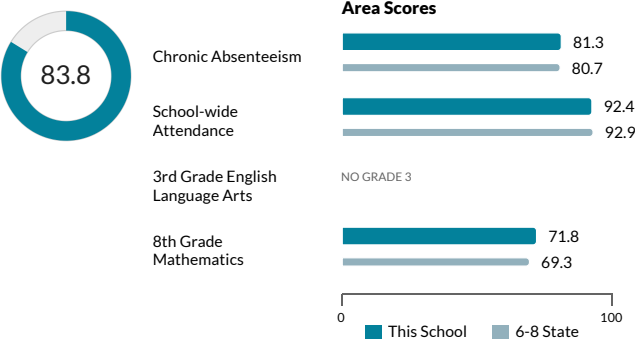 Area Scores
83.8
Chronic Absenteeism
81.3
80.7
School-wide
Attendance
92.4
92.9
3rd Grade English
Language Arts
NO GRADE 3
8th Grade
Mathematics
71.8
69.3
0
100
This School
6-8 State